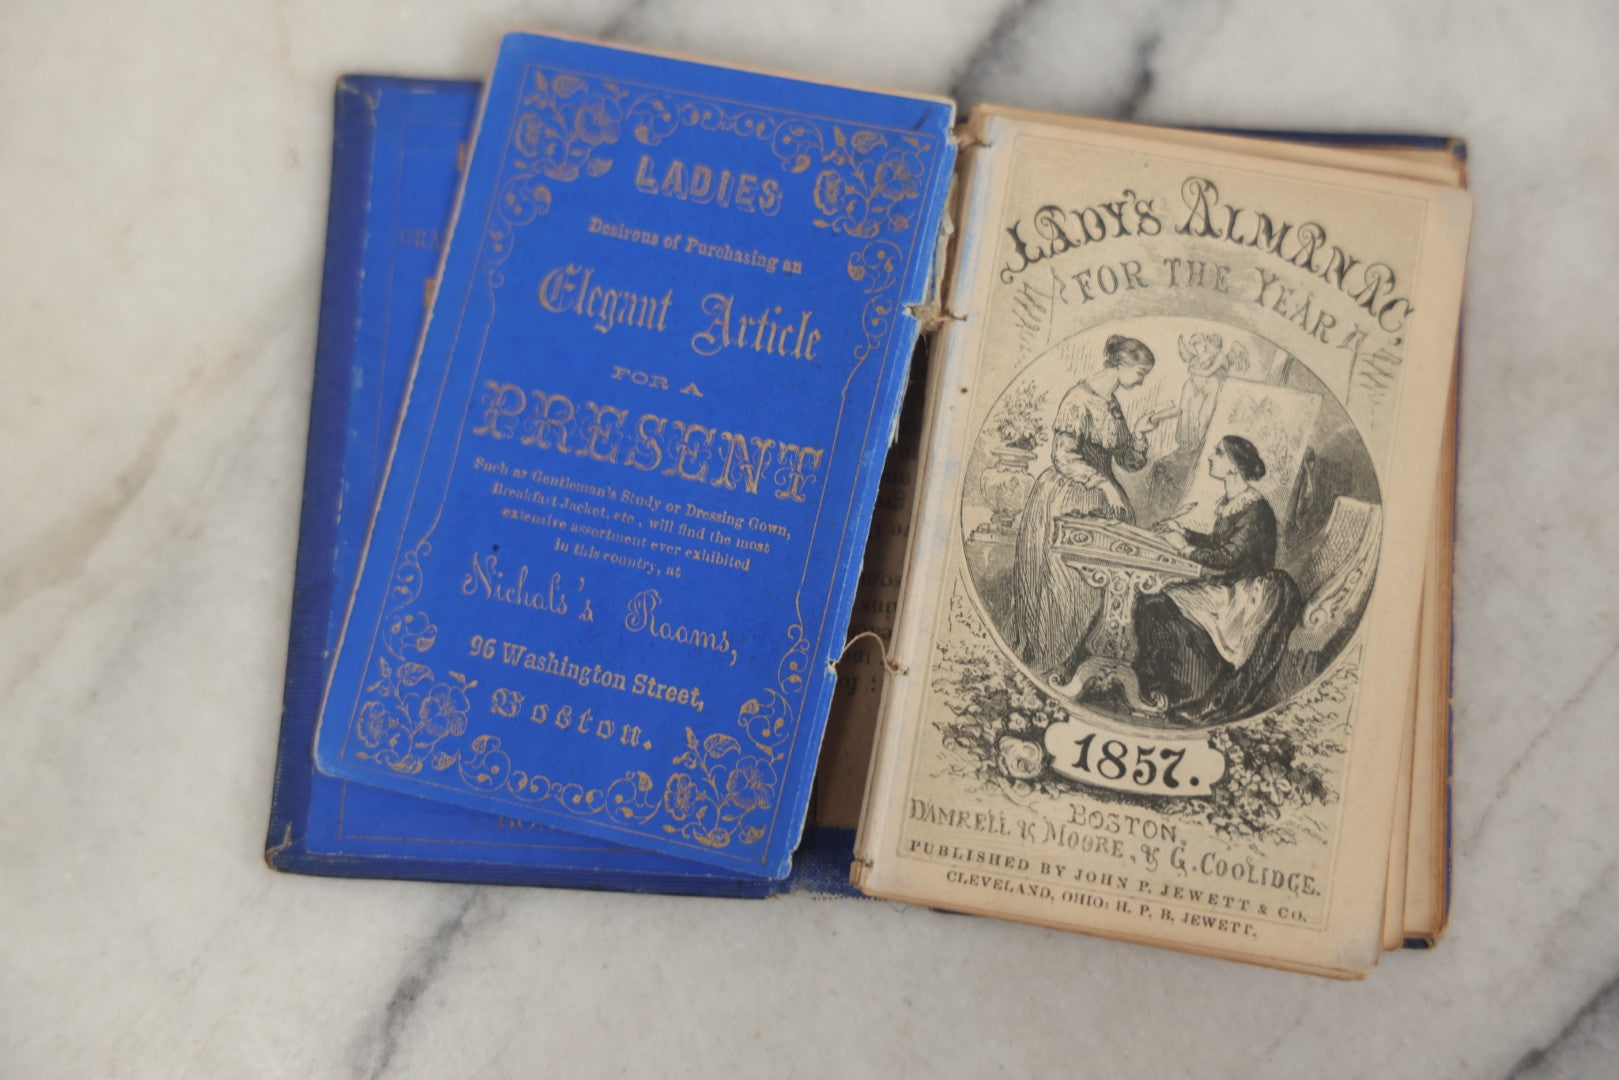 LADIES
Desirous of Purchasing an
Elegant Article
FOR A
PRESENT
Such as Gentleman's Study or Dressing Gown,
Breakfast Jacket, etc., will find the most
extensive assortment ever exhibited
in this country, at
Nichols's Rooms,
96 Washington Street,
Boston.
LADY'S ALMANAC,
FOR THE YEAR
1857.
BOSTON,
DAMRELL & MOORE, & G. COOLIDGE.
PUBLISHED BY JOHN P. JEWETT & CO.
CLEVELAND, OHIO: H. P. B. JEWETT.